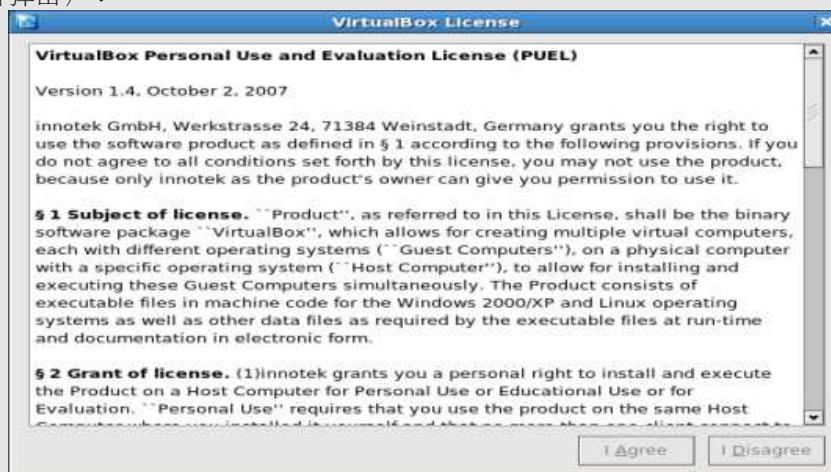 VirtualBox License
VirtualBox Personal Use and Evaluation License (PUEL)
Version 1.4, October 2, 2007
innotek GmbH, Werkstrasse 24, 71384 Weinstadt, Germany grants you the right to
use the software product as defined in § 1 according to the following provisions. If you
do not agree to all conditions set forth by this license, you may not use the product,
because only innotek as the product's owner can give you permission to use it.
§ 1 Subject of license. ``Product'', as referred to in this License, shall be the binary
software package ``VirtualBox'', which allows for creating multiple virtual computers,
each with different operating systems (``Guest Computers''), on a physical computer
with a specific operating system (``Host Computer''), to allow for installing and
executing these Guest Computers simultaneously. The Product consists of
executable files in machine code for the Windows 2000/XP and Linux operating
systems as well as other data files as required by the executable files at run-time
and documentation in electronic form.
§ 2 Grant of license. (1)innotek grants you a personal right to install and execute
the Product on a Host Computer for Personal Use or Educational Use or for
Evaluation. ``Personal Use'' requires that you use the product on the same Host
I Agree
I Disagree